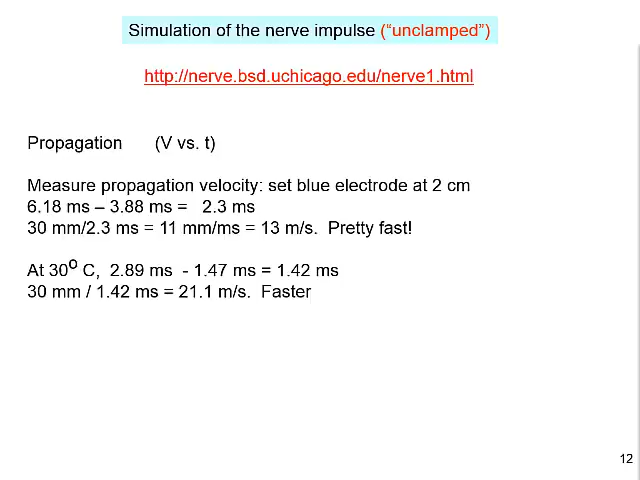 Simulation of the nerve impulse (“unclamped”)
http://nerve.bsd.uchicago.edu/nerve1.html
Propagation (V vs. t)
Measure propagation velocity: set blue electrode at 2 cm
6.18 ms – 3.88 ms = 2.3 ms
30 mm/2.3 ms = 11 mm/ms = 13 m/s. Pretty fast!
At 30º C, 2.89 ms - 1.47 ms = 1.42 ms
30 mm / 1.42 ms = 21.1 m/s. Faster
12